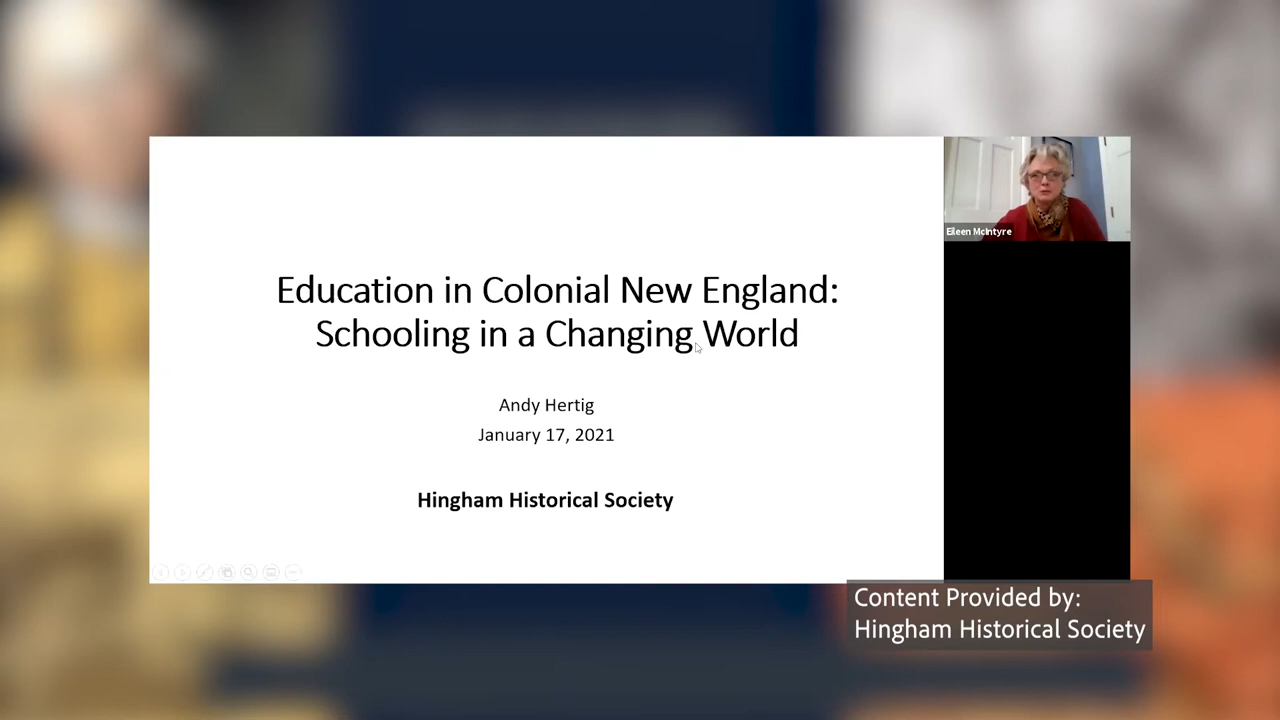 Education in Colonial New England:
Schooling in a Changing World
Andy Hertig
January 17, 2021
Hingham Historical Society
Eileen McIntyre
Content Provided by:
Hingham Historical Society